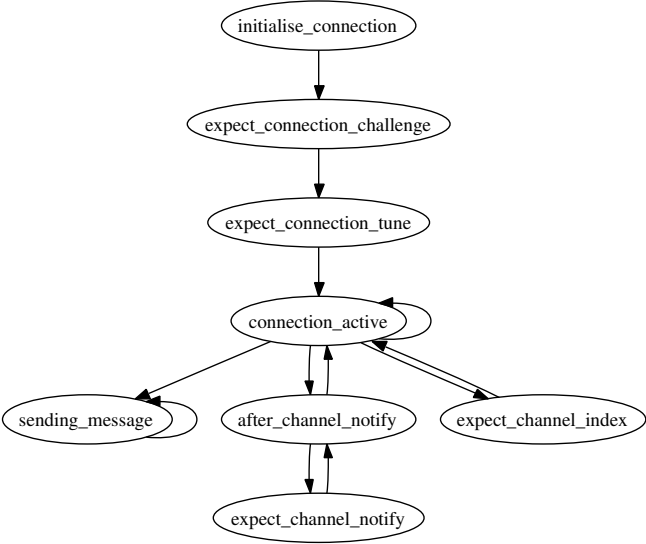 initialise_connection
expect_connection_challenge
expect_connection_tune
connection_active
sending_message
after_channel_notify
expect_channel_index
expect_channel_notify